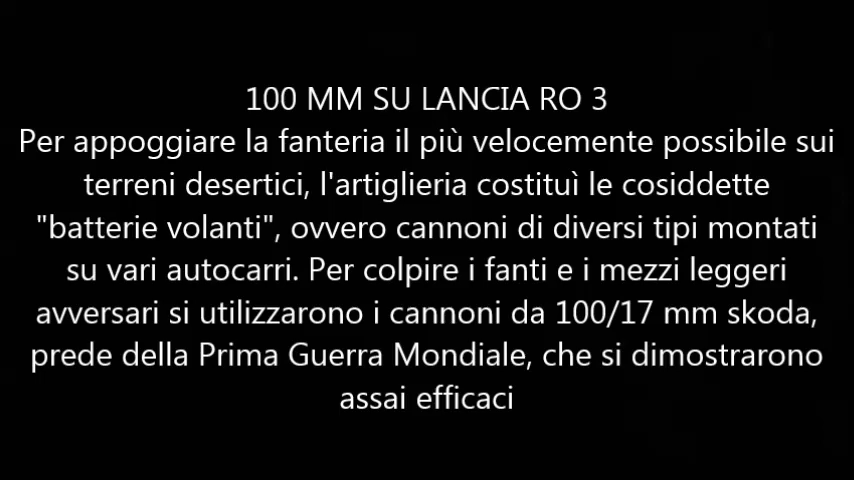 100 MM SU LANCIA RO 3
Per appoggiare la fanteria il più velocemente possibile sui
terreni desertici, l'artiglieria costituì le cosiddette
"batterie volanti", ovvero cannoni di diversi tipi montati
su vari autocarri. Per colpire i fanti e i mezzi leggeri
avversari si utilizzarono i cannoni da 100/17 mm skoda,
prede della Prima Guerra Mondiale, che si dimostrarono
assai efficaci